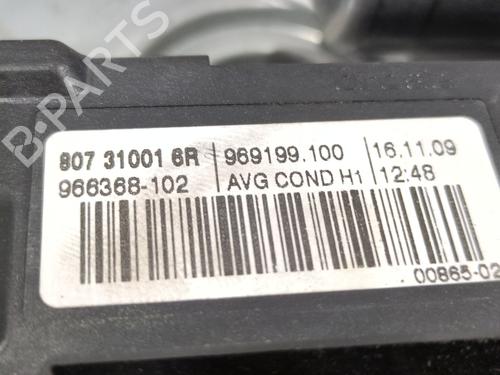 807 31001 6R 969199.100 16.11.09
966368-102 AVG COND H1 12:48
00865-02
B-PARTS